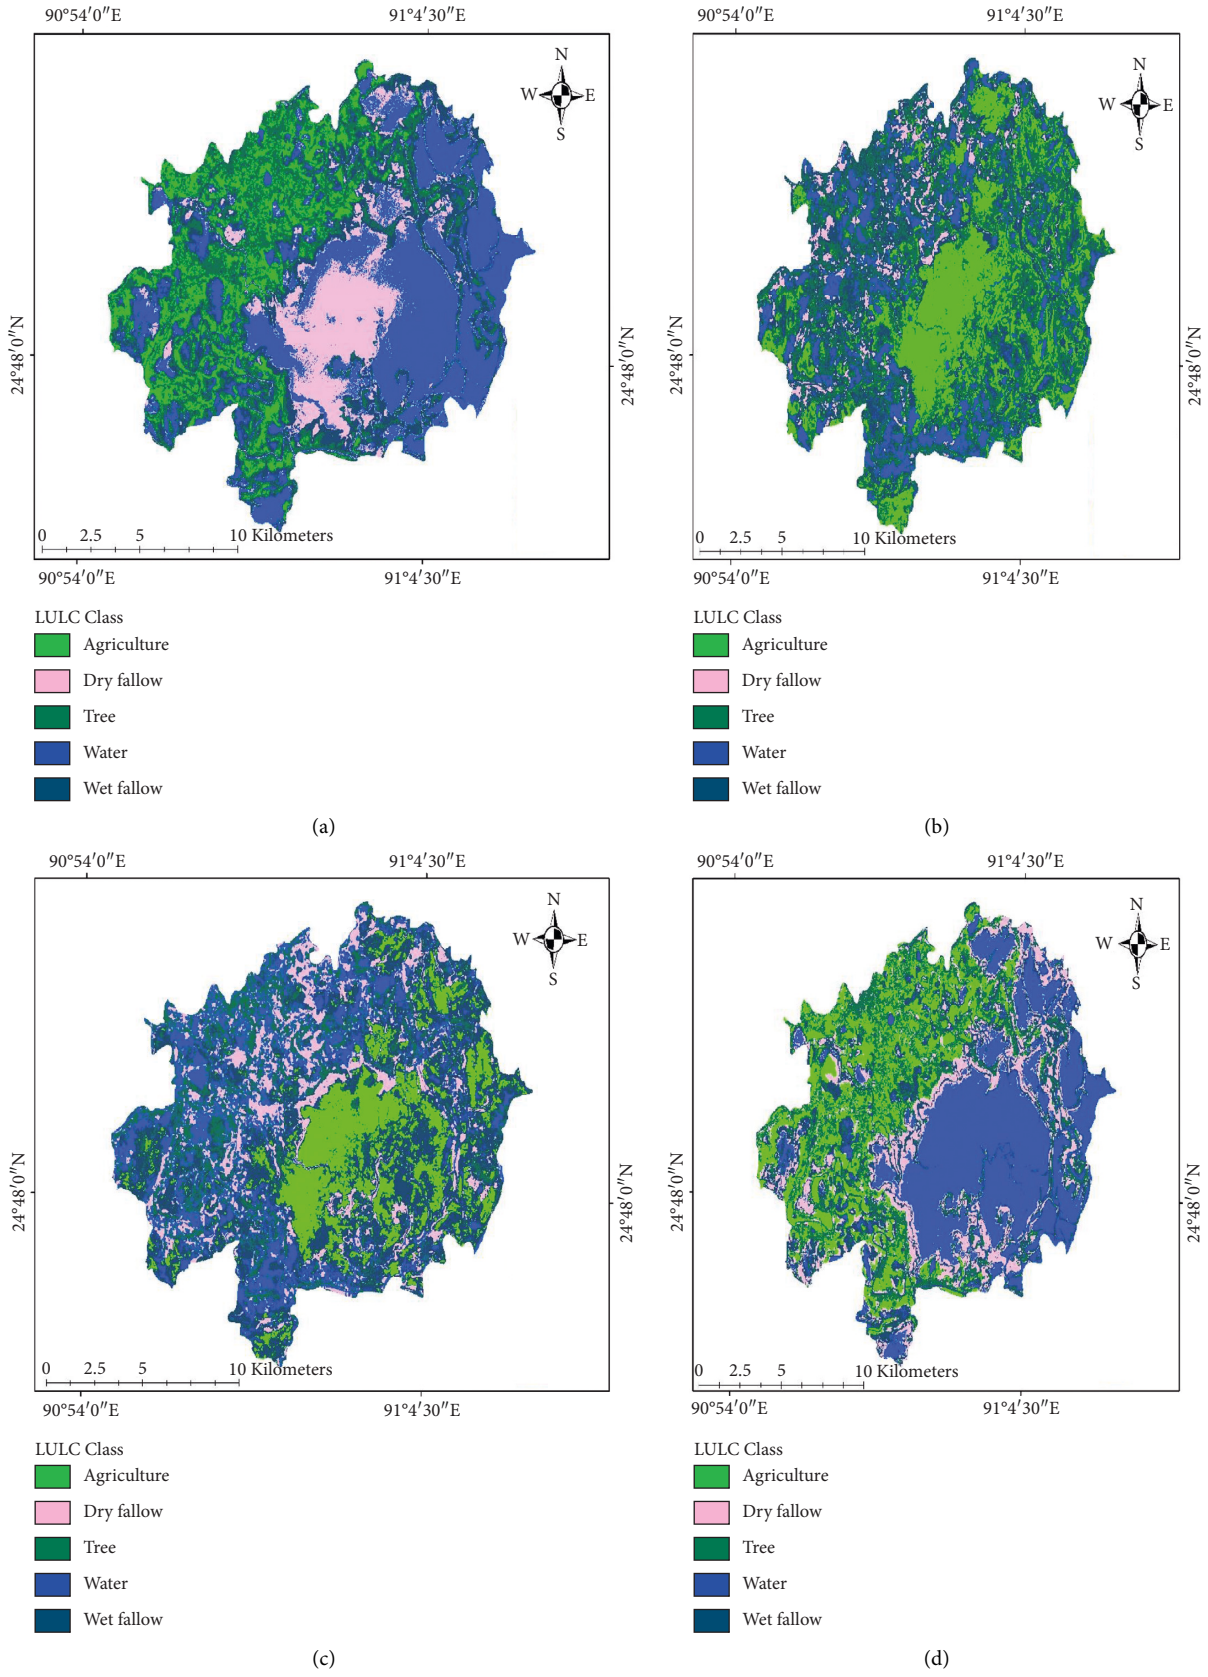 90°54′0″E 91°4′30″E
N
W E
S
24°48′0″N 24°48′0″N
0 2.5 5 10 Kilometers
90°54′0″E 91°4′30″E
LULC Class
Agriculture
Dry fallow
Tree
Water
Wet fallow
(a)
90°54′0″E 91°4′30″E
N
W E
S
24°48′0″N 24°48′0″N
0 2.5 5 10 Kilometers
90°54′0″E 91°4′30″E
LULC Class
Agriculture
Dry fallow
Tree
Water
Wet fallow
(b)
90°54′0″E 91°4′30″E
N
W E
S
24°48′0″N 24°48′0″N
0 2.5 5 10 Kilometers
90°54′0″E 91°4′30″E
LULC Class
Agriculture
Dry fallow
Tree
Water
Wet fallow
(c)
90°54′0″E 91°4′30″E
N
W E
S
24°48′0″N 24°48′0″N
0 2.5 5 10 Kilometers
90°54′0″E 91°4′30″E
LULC Class
Agriculture
Dry fallow
Tree
Water
Wet fallow
(d)